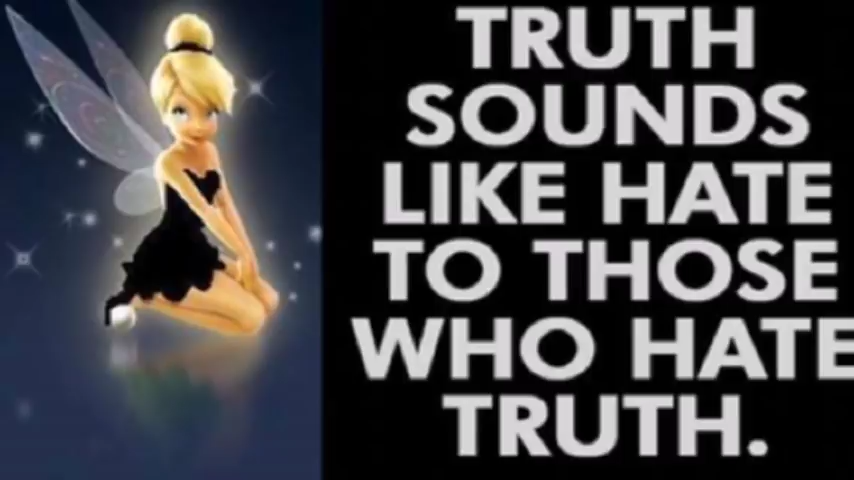 TRUTH
SOUNDS
LIKE HATE
TO THOSE
WHO HATE
TRUTH.